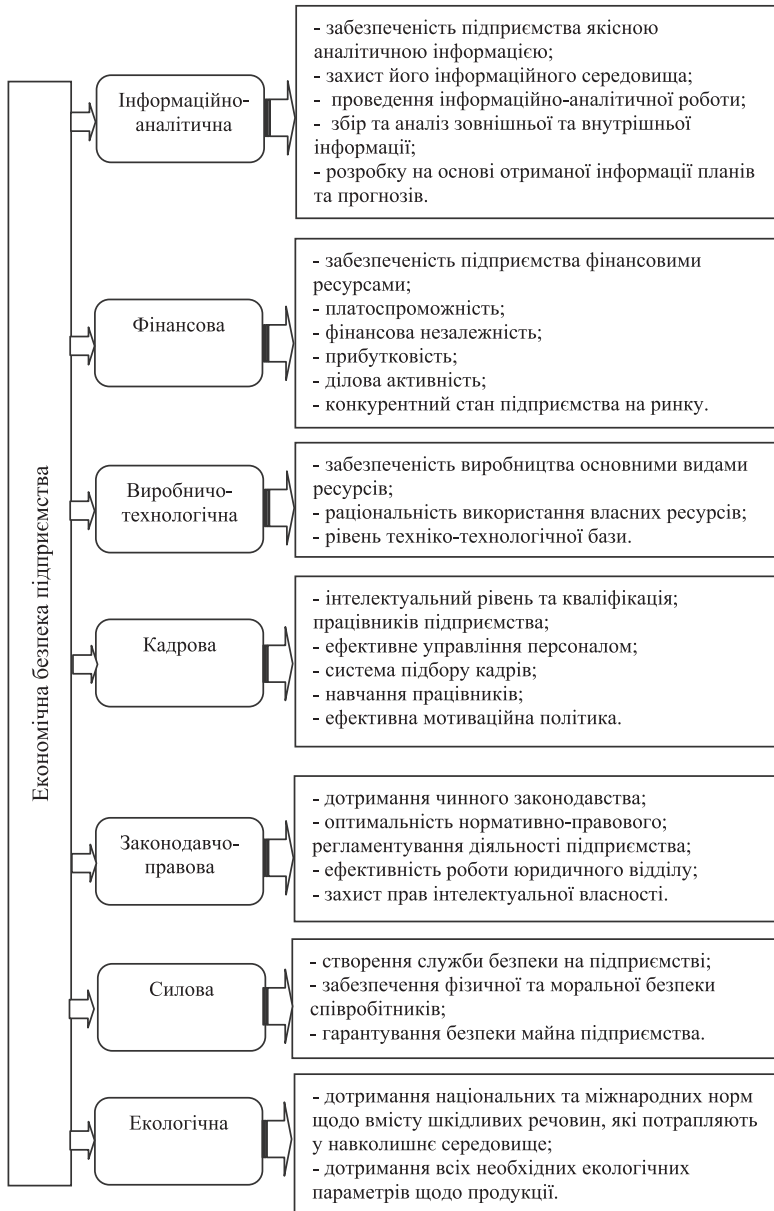 Економічна безпека підприємства
Інформаційно-
аналітична
- забезпеченість підприємства якісною
аналітичною інформацією;
- захист його інформаційного середовища;
- проведення інформаційно-аналітичної роботи;
- збір та аналіз зовнішньої та внутрішньої
інформації;
- розробку на основі отриманої інформації планів
та прогнозів.
Фінансова
- забезпеченість підприємства фінансовими
ресурсами;
- платоспроможність;
- фінансова незалежність;
- прибутковість;
- ділова активність;
- конкурентний стан підприємства на ринку.
Виробничо-
технологічна
- забезпеченість виробництва основними видами
ресурсів;
- раціональність використання власних ресурсів;
- рівень техніко-технологічної бази.
Кадрова
- інтелектуальний рівень та кваліфікація;
працівників підприємства;
- ефективне управління персоналом;
- система підбору кадрів;
- навчання працівників;
- ефективна мотиваційна політика.
Законодавчо-
правова
- дотримання чинного законодавства;
- оптимальність нормативно-правового;
регламентування діяльності підприємства;
- ефективність роботи юридичного відділу;
- захист прав інтелектуальної власності.
Силова
- створення служби безпеки на підприємстві;
- забезпечення фізичної та моральної безпеки
співробітників;
- гарантування безпеки майна підприємства.
Екологічна
- дотримання національних та міжнародних норм
щодо вмісту шкідливих речовин, які потрапляють
у навколишнє середовище;
- дотримання всіх необхідних екологічних
параметрів щодо продукції.